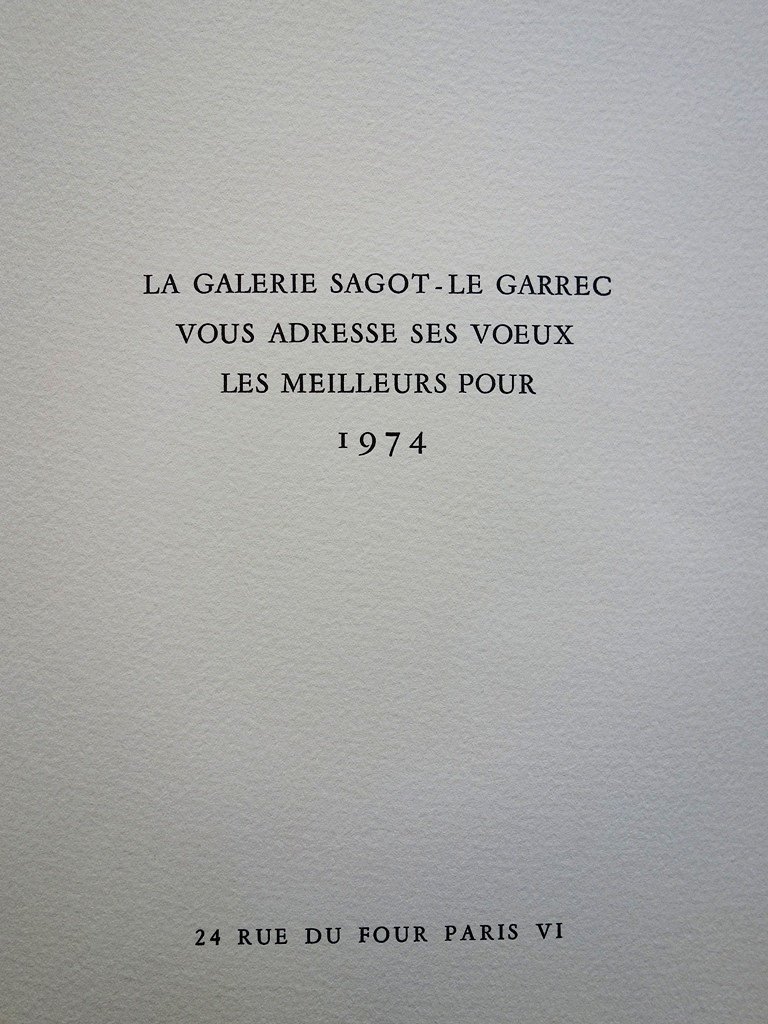 LA GALERIE SAGOT-LE GARREC
VOUS ADRESSE SES VOEUX
LES MEILLEURS POUR
1974
24 RUE DU FOUR PARIS VI